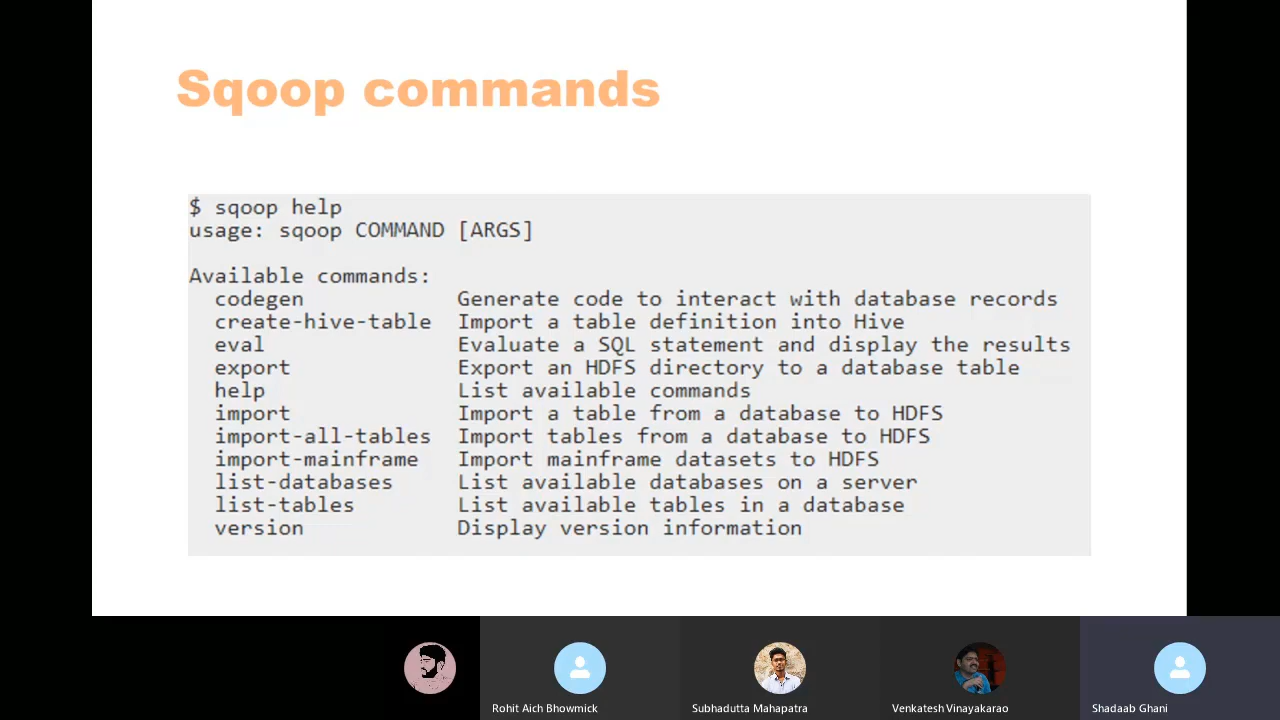 Sqoop commands
$ sqoop help
usage: sqoop COMMAND [ARGS]
Available commands:
codegen Generate code to interact with database records
create-hive-table Import a table definition into Hive
eval Evaluate a SQL statement and display the results
export Export an HDFS directory to a database table
help List available commands
import Import a table from a database to HDFS
import-all-tables Import tables from a database to HDFS
import-mainframe Import mainframe datasets to HDFS
list-databases List available databases on a server
list-tables List available tables in a database
version Display version information
Rohit Aich Bhowmick
Subhadutta Mahapatra
Venkatesh Vinayakarao
Shadaab Ghani